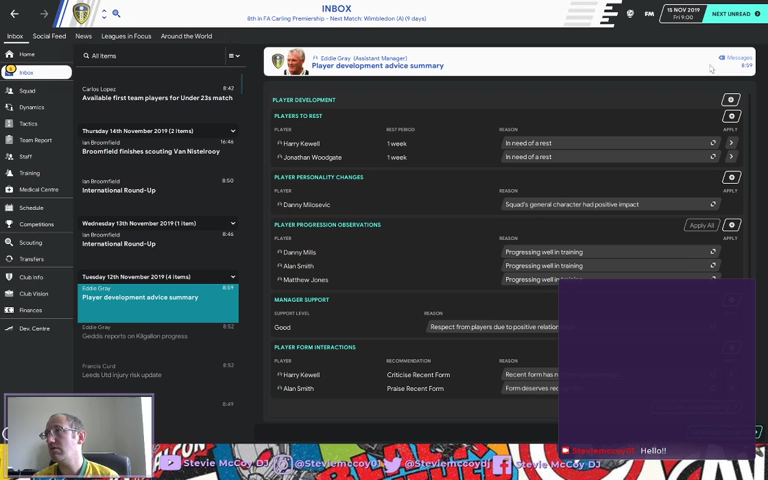 INBOX
8th in FA Carling Premiership - Next Match: Wimbledon (A) (9 days)
FM
15 NOV 2019
Fri 9:00
NEXT UNREAD
Inbox Social Feed News Leagues in Focus Around the World
Home
Inbox
Squad
Dynamics
Tactics
Team Report
Staff
Training
Medical Centre
Schedule
Competitions
Scouting
Transfers
Club Info
Club Vision
Finances
Dev. Centre
All Items
Carlos Lopez 8:42
Available first team players for Under 23s match
Thursday 14th November 2019 (2 items)
Ian Broomfield 16:46
Broomfield finishes scouting Van Nistelrooy
Ian Broomfield 8:50
International Round-Up
Wednesday 13th November 2019 (1 item)
Ian Broomfield 8:46
International Round-Up
Tuesday 12th November 2019 (4 items)
Eddie Gray 8:59
Player development advice summary
Eddie Gray 8:52
Geddis reports on Kilgallon progress
Francis Curd 8:52
Leeds Utd injury risk update
8:49
Eddie Gray (Assistant Manager)
Player development advice summary
Messages
8:59
PLAYER DEVELOPMENT
PLAYERS TO REST
PLAYER REST PERIOD REASON APPLY
Harry Kewell 1 week In need of a rest
Jonathan Woodgate 1 week In need of a rest
PLAYER PERSONALITY CHANGES
PLAYER REASON APPLY
Danny Milosevic Squad's general character had positive impact
PLAYER PROGRESSION OBSERVATIONS Apply All
PLAYER REASON APPLY
Danny Mills Progressing well in training
Alan Smith Progressing well in training
Matthew Jones Progressing well in training
MANAGER SUPPORT
SUPPORT LEVEL REASON
Good Respect from players due to positive relation
PLAYER FORM INTERACTIONS
PLAYER RECOMMENDATION REASON
Harry Kewell Criticise Recent Form Recent form has
Alan Smith Praise Recent Form Form deserves
Steviemccoy01 Hello!!
Stevie McCoy DJ @Steviemccoy01 @Steviemccoydj Stevie McCoy DJ